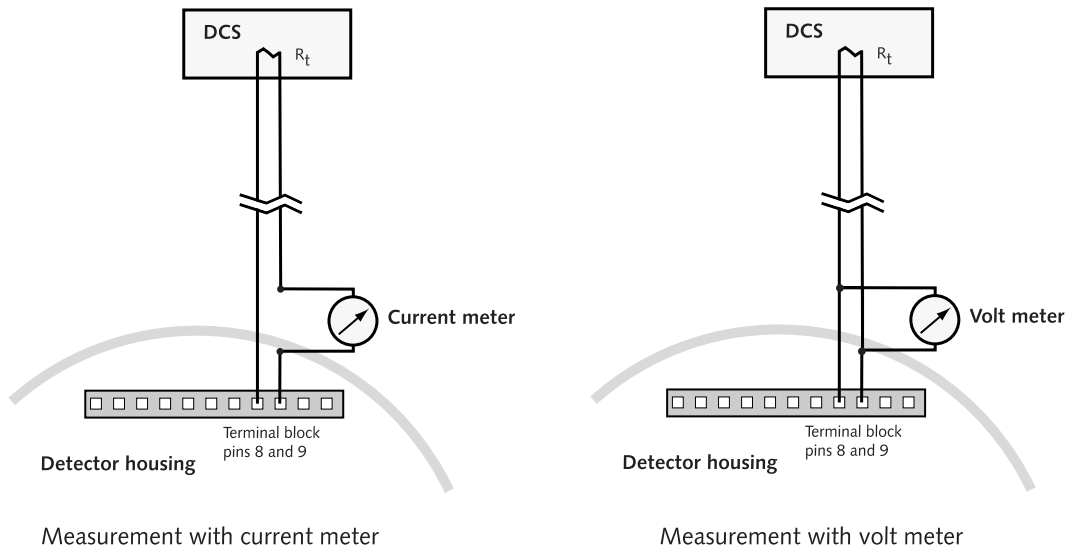 DCS
Rt
Current meter
Terminal block
pins 8 and 9
Detector housing
Measurement with current meter
DCS
Rt
Volt meter
Terminal block
pins 8 and 9
Detector housing
Measurement with volt meter